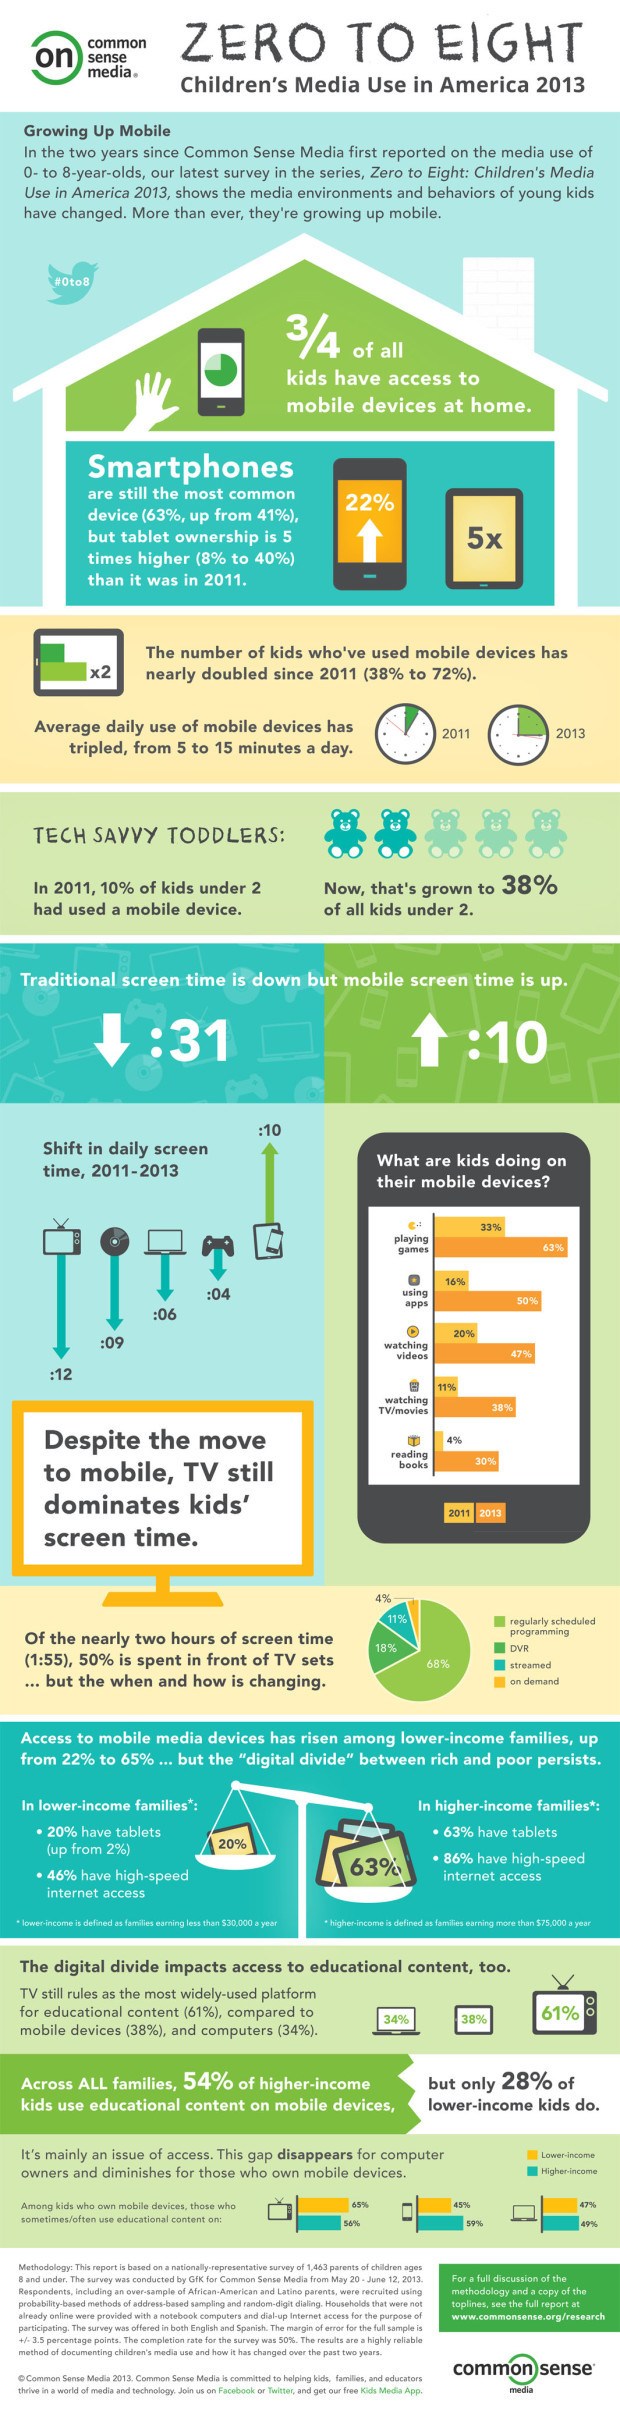 on common
sense
media®
ZERO TO EIGHT
Children's Media Use in America 2013
Growing Up Mobile
In the two years since Common Sense Media first reported on the media use of
0- to 8-year-olds, our latest survey in the series, Zero to Eight: Children's Media
Use in America 2013, shows the media environments and behaviors of young kids
have changed. More than ever, they're growing up mobile.
#0to8
3/4 of all
kids have access to
mobile devices at home.
Smartphones
are still the most common
device (63%, up from 41%),
but tablet ownership is 5
times higher (8% to 40%)
than it was in 2011.
22%
5x
x2
The number of kids who've used mobile devices has
nearly doubled since 2011 (38% to 72%).
Average daily use of mobile devices has
tripled, from 5 to 15 minutes a day.
2011
2013
TECH SAVVY TODDLERS:
In 2011, 10% of kids under 2
had used a mobile device.
Now, that's grown to 38%
of all kids under 2.
Traditional screen time is down but mobile screen time is up.
:31
:10
Shift in daily screen
time, 2011-2013
:10
:04
:06
:09
:12
What are kids doing on
their mobile devices?
playing
games
33%
63%
using
apps
16%
50%
watching
videos
20%
47%
watching
TV/movies
11%
38%
reading
books
4%
30%
2011 2013
Despite the move
to mobile, TV still
dominates kids'
screen time.
Of the nearly two hours of screen time
(1:55), 50% is spent in front of TV sets
... but the when and how is changing.
4%
11%
18%
68%
regularly scheduled
programming
DVR
streamed
on demand
Access to mobile media devices has risen among lower-income families, up
from 22% to 65% ... but the "digital divide" between rich and poor persists.
In lower-income families*:
• 20% have tablets
(up from 2%)
• 46% have high-speed
internet access
20%
63%
In higher-income families*:
• 63% have tablets
• 86% have high-speed
internet access
* lower-income is defined as families earning less than $30,000 a year
* higher-income is defined as families earning more than $75,000 a year
The digital divide impacts access to educational content, too.
TV still rules as the most widely-used platform
for educational content (61%), compared to
mobile devices (38%), and computers (34%).
34%
38%
61%
Across ALL families, 54% of higher-income
kids use educational content on mobile devices,
but only 28% of
lower-income kids do.
It's mainly an issue of access. This gap disappears for computer
owners and diminishes for those who own mobile devices.
Lower-income
Higher-income
Among kids who own mobile devices, those who
sometimes/often use educational content on:
65%
56%
45%
59%
47%
49%
Methodology: This report is based on a nationally-representative survey of 1,463 parents of children ages
8 and under. The survey was conducted by GfK for Common Sense Media from May 20 - June 12, 2013.
Respondents, including an over-sample of African-American and Latino parents, were recruited using
probability-based methods of address-based sampling and random-digit dialing. Households that were not
already online were provided with a notebook computers and dial-up Internet access for the purpose of
participating. The survey was offered in both English and Spanish. The margin of error for the full sample is
+/- 3.5 percentage points. The completion rate for the survey was 50%. The results are a highly reliable
method of documenting children's media use and how it has changed over the past two years.
For a full discussion of the
methodology and a copy of the
toplines, see the full report at
www.commonsense.org/research
© Common Sense Media 2013. Common Sense Media is committed to helping kids, families, and educators
thrive in a world of media and technology. Join us on Facebook or Twitter, and get our free Kids Media App.
common sense®
media